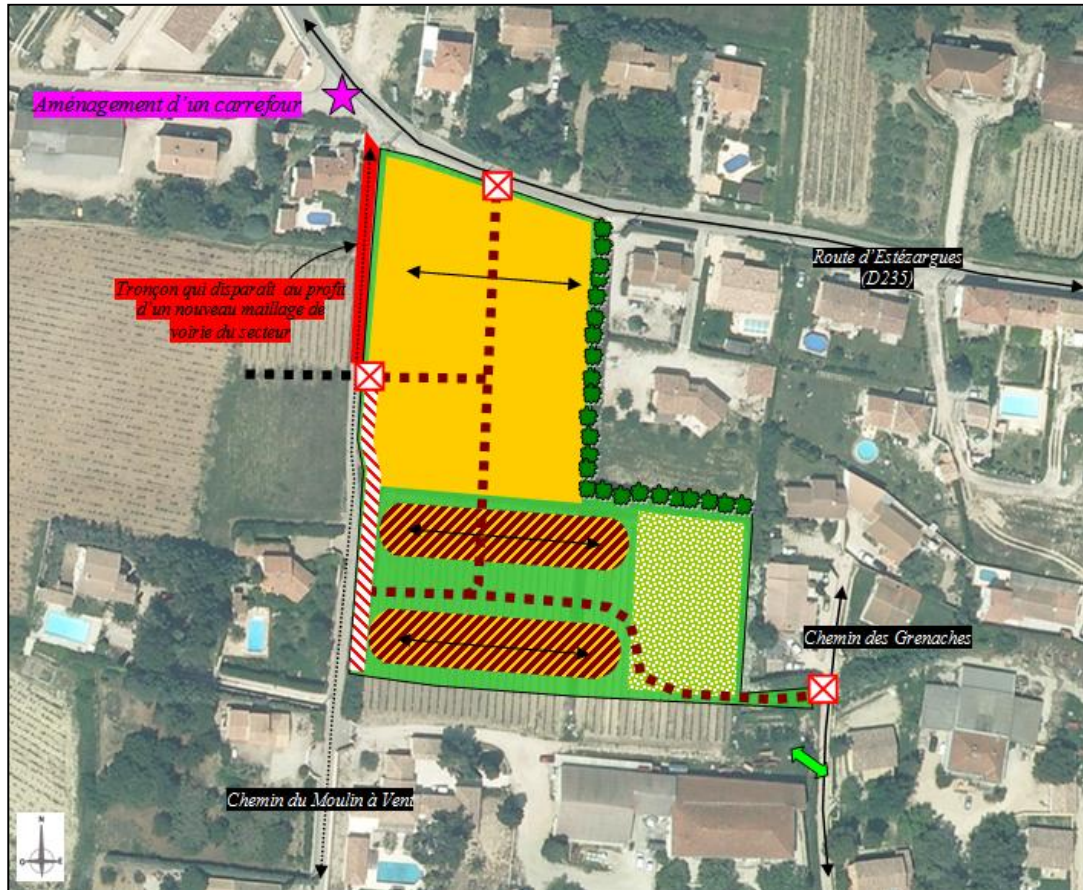 Aménagement d'un carrefour
Route d'Estézargues
(D235)
Tronçon qui disparaît au profit
d'un nouveau maillage de
voirie du secteur
Chemin des Grenaches
Chemin du Moulin à Vent
N